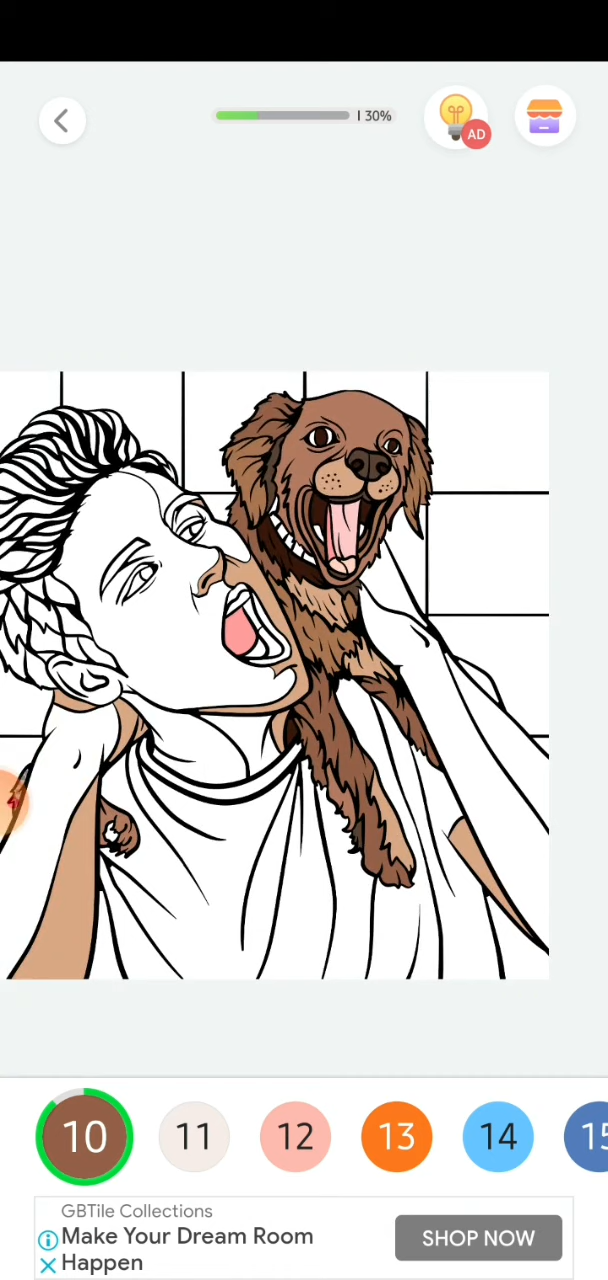 30%
AD
10 11 12 13 14 15
GBTile Collections
Make Your Dream Room
Happen
SHOP NOW